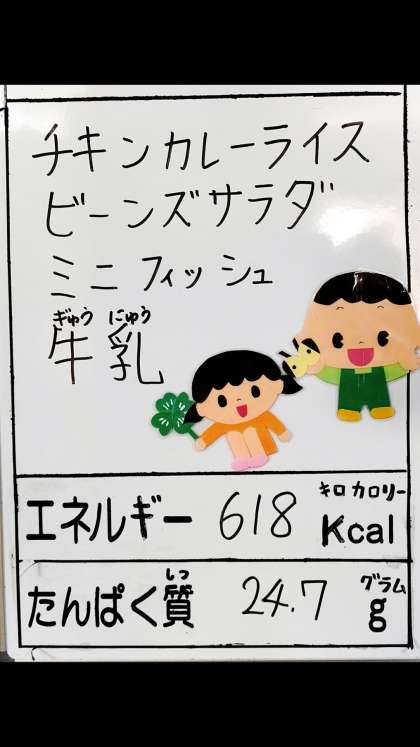 チキンカレーライス
ビーンズサラダ
ミニフィッシュ
ぎゅう にゅう
牛乳
キロカロリー
エネルギー 618 Kcal
しつ グラム
たんぱく質 24.7 g